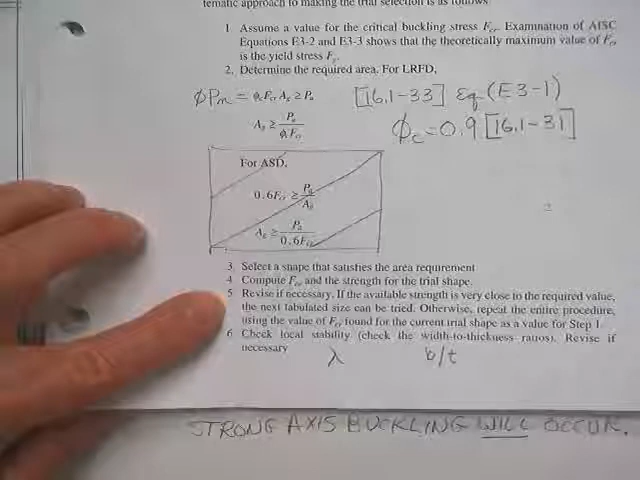 tematic approach to making the trial selection is as follows
1 Assume a value for the critical buckling stress Fcr. Examination of AISC
Equations E3-2 and E3-3 shows that the theoretically maximum value of Fcr
is the yield stress Fy.
2. Determine the required area. For LRFD,
ϕPn = ϕcFcr Ag ≥ Pu [16.1-33] Eq (E3-1)
Ag ≥ Pu / ϕcFcr ϕc = 0.9 [16.1-31]
For ASD,
0.6Fcr ≥ Pa / Ag
Ag ≥ Pa / 0.6Fcr
3 Select a shape that satisfies the area requirement
4 Compute Fcr and the strength for the trial shape.
5 Revise if necessary. If the available strength is very close to the required value,
the next tabulated size can be tried. Otherwise, repeat the entire procedure,
using the value of Fcr found for the current trial shape as a value for Step 1
6 Check local stability (check the width-to-thickness ratios). Revise if
necessary
λ b/t
STRONG AXIS BUCKLING WILL OCCUR.